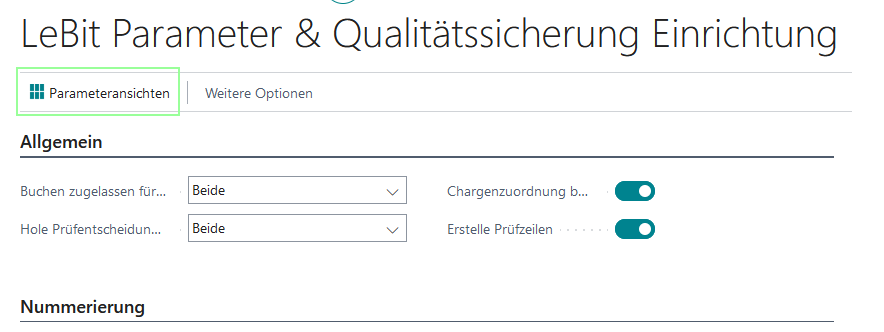 LeBit Parameter & Qualitätssicherung Einrichtung
Parameteransichten Weitere Optionen
Allgemein
Buchen zugelassen für... Beide Chargenzuordnung b...
Hole Prüfentscheidun... Beide Erstelle Prüfzeilen
Nummerierung